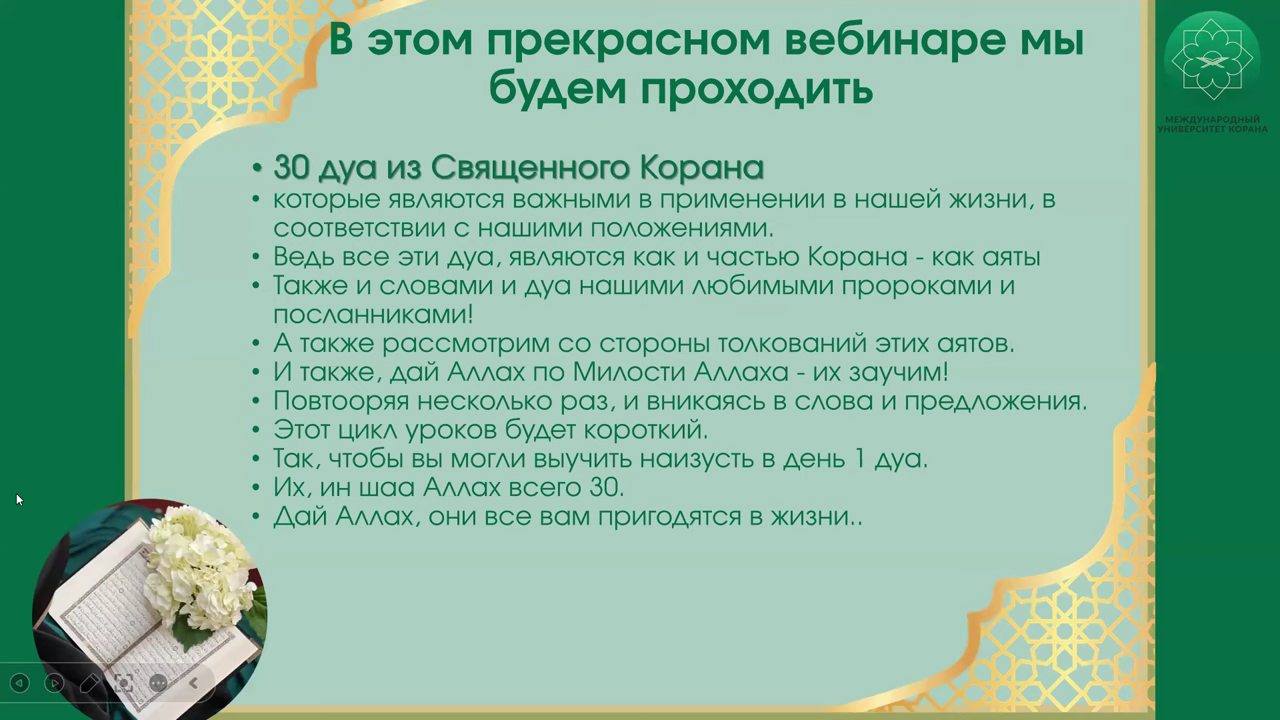 В этом прекрасном вебинаре мы
будем проходить
МЕЖДУНАРОДНЫЙ
УНИВЕРСИТЕТ КОРАНА
• 30 дуа из Священного Корана
• которые являются важными в применении в нашей жизни, в
соответствии с нашими положениями.
• Ведь все эти дуа, являются как и частью Корана - как аяты
• Также и словами и дуа нашими любимыми пророками и
посланниками!
• А также рассмотрим со стороны толкований этих аятов.
• И также, дай Аллах по Милости Аллаха - их заучим!
• Повтооряя несколько раз, и вникаясь в слова и предложения.
• Этот цикл уроков будет короткий.
• Так, чтобы вы могли выучить наизусть в день 1 дуа.
• Их, ин шаа Аллах всего 30.
• Дай Аллах, они все вам пригодятся в жизни..